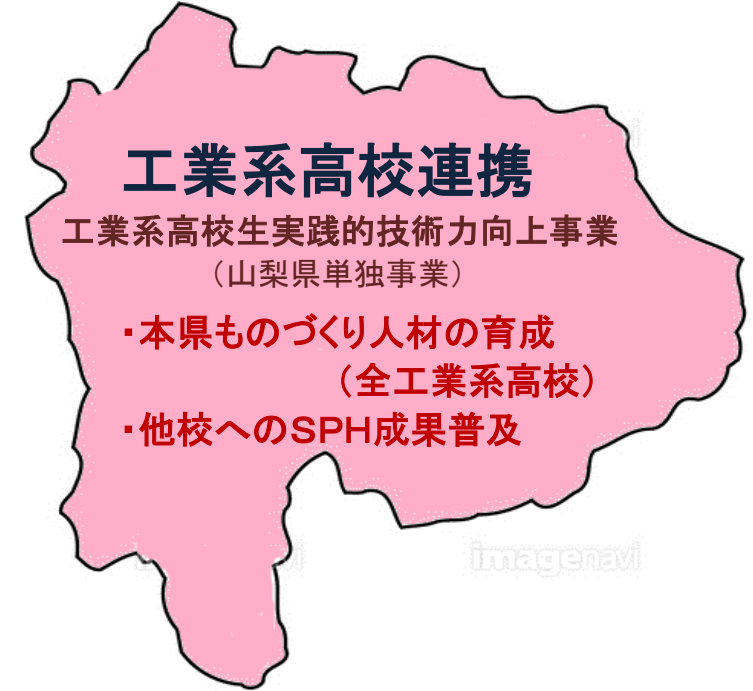 工業系高校連携
工業系高校生実践的技術力向上事業
（山梨県単独事業）
・本県ものづくり人材の育成
（全工業系高校）
・他校へのSPH成果普及
imagenavi